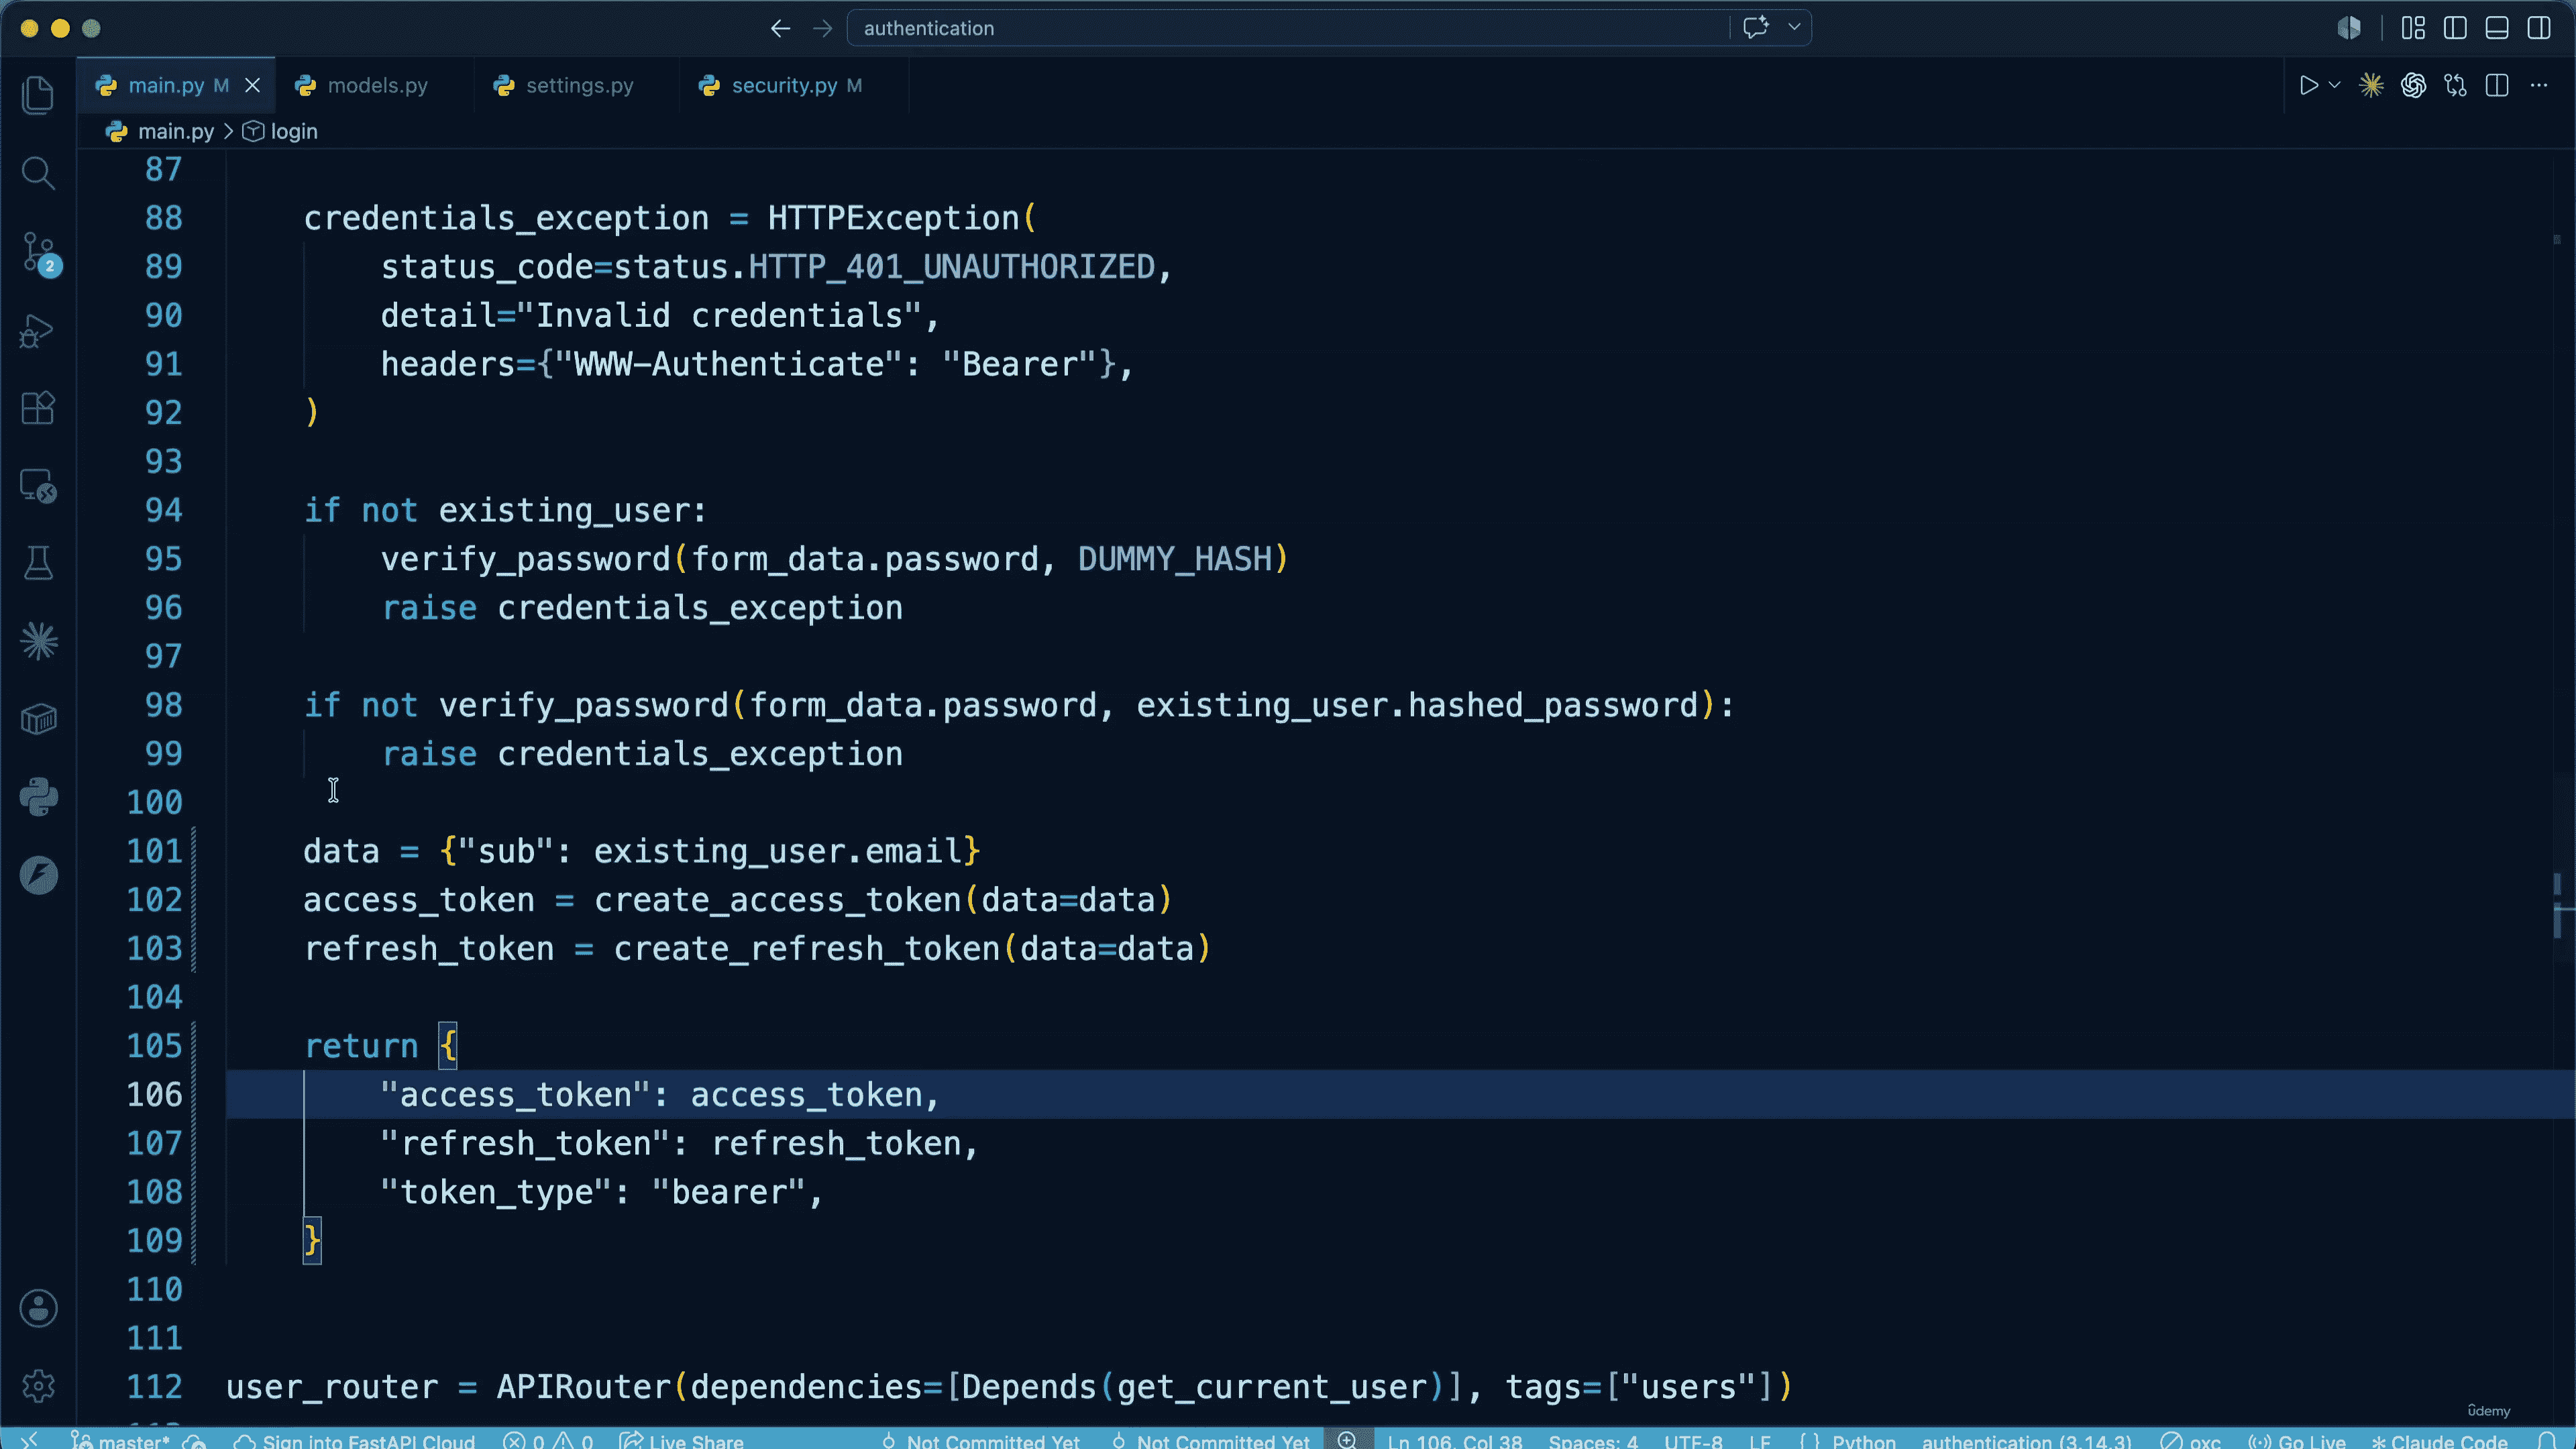 authentication
main.py M
models.py
settings.py
security.py M
main.py > login
87
88 credentials_exception = HTTPException(
89 status_code=status.HTTP_401_UNAUTHORIZED,
90 detail="Invalid credentials",
91 headers={"WWW-Authenticate": "Bearer"},
92 )
93
94 if not existing_user:
95 verify_password(form_data.password, DUMMY_HASH)
96 raise credentials_exception
97
98 if not verify_password(form_data.password, existing_user.hashed_password):
99 raise credentials_exception
100
101 data = {"sub": existing_user.email}
102 access_token = create_access_token(data=data)
103 refresh_token = create_refresh_token(data=data)
104
105 return {
106 "access_token": access_token,
107 "refresh_token": refresh_token,
108 "token_type": "bearer",
109 }
110
111
112 user_router = APIRouter(dependencies=[Depends(get_current_user)], tags=["users"])
2
ûdemy
master* Sign into FastAPI Cloud 0 0 Live Share Not Committed Yet Not Committed Yet Ln 106, Col 38 Spaces: 4 UTF-8 LF {} Python authentication (3.14.3) oxc Go Live Claude Code